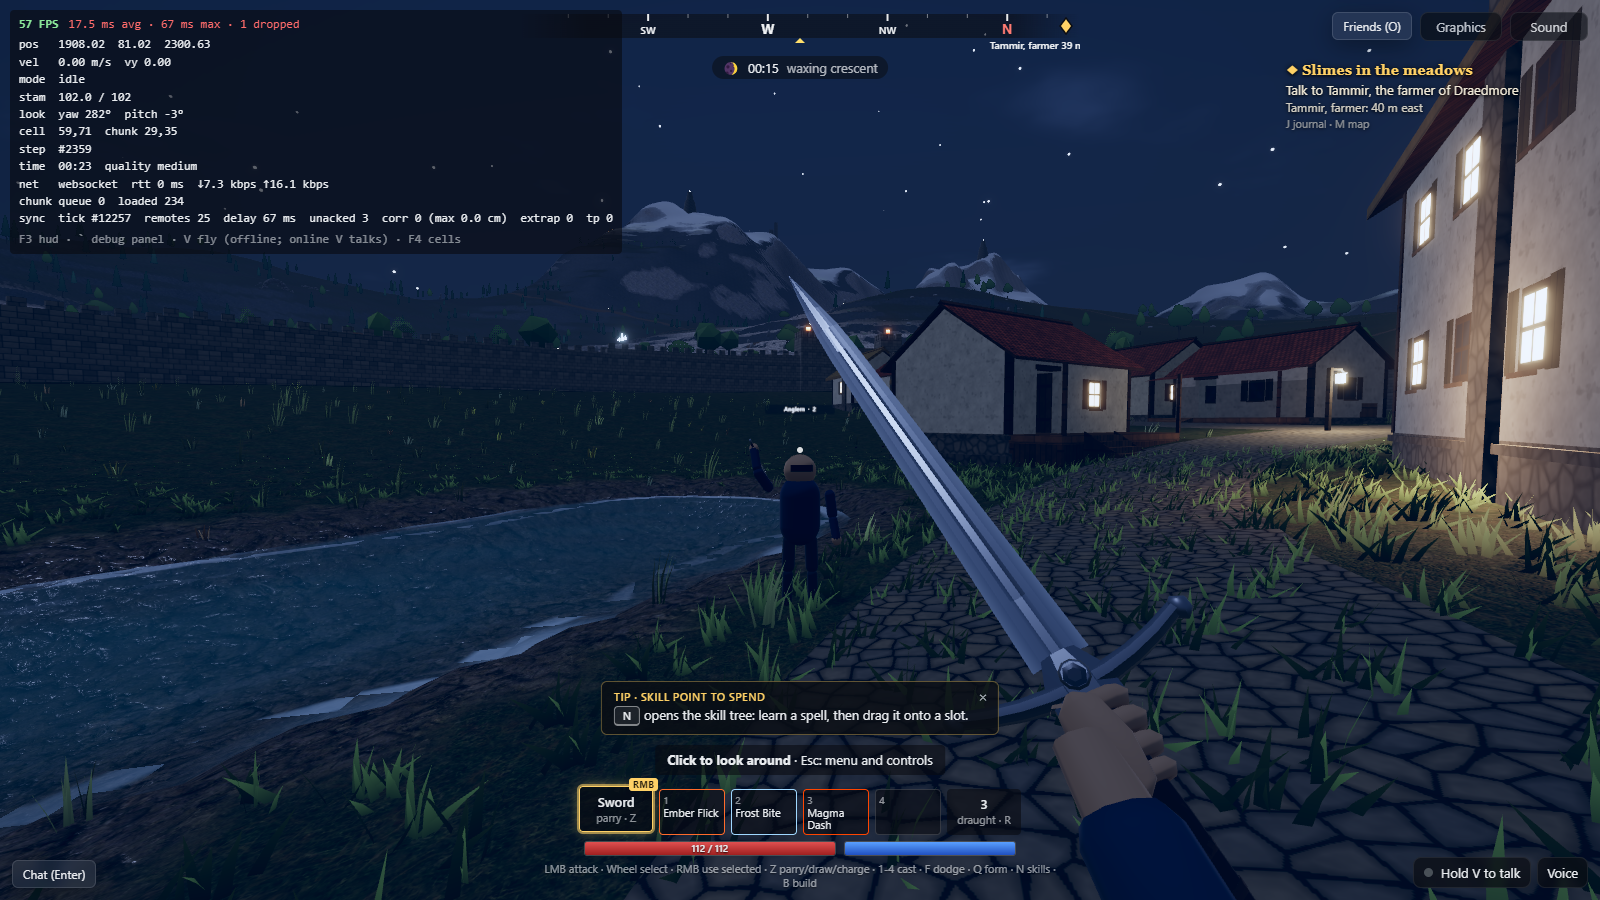 57 FPS 17.5 ms avg · 67 ms max · 1 dropped
pos 1908.02 81.02 2300.63
vel 0.00 m/s vy 0.00
mode idle
stam 102.0 / 102
look yaw 282° pitch -3°
cell 59,71 chunk 29,35
step #2359
time 00:23 quality medium
net websocket rtt 0 ms ↓7.3 kbps ↑16.1 kbps
chunk queue 0 loaded 234
sync tick #12257 remotes 25 delay 67 ms unacked 3 corr 0 (max 0.0 cm) extrap 0 tp 0
F3 hud · ` debug panel · V fly (offline; online V talks) · F4 cells
SW W NW N
Tammir, farmer 39 m
00:15 waxing crescent
Friends (O) Graphics Sound
Slimes in the meadows
Talk to Tammir, the farmer of Draedmore
Tammir, farmer: 40 m east
J journal · M map
Anglem · 2
TIP · SKILL POINT TO SPEND ×
N opens the skill tree: learn a spell, then drag it onto a slot.
Click to look around · Esc: menu and controls
RMB
Sword
parry · Z
1
Ember Flick
2
Frost Bite
3
Magma Dash
4
3
draught · R
112 / 112
LMB attack · Wheel select · RMB use selected · Z parry/draw/charge · 1-4 cast · F dodge · Q form · N skills ·
B build
Chat (Enter)
Hold V to talk
Voice